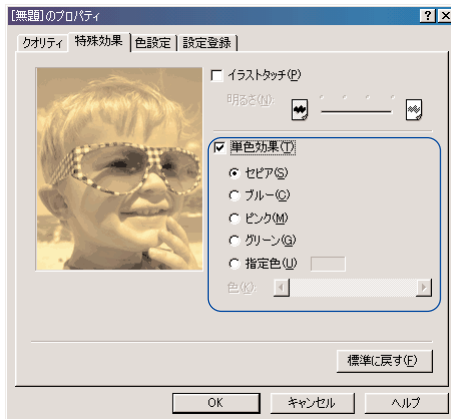 [無題]のプロパティ
クオリティ 特殊効果 色設定 設定登録
イラストタッチ(P)
明るさ(N):
単色効果(T)
セピア(S)
ブルー(C)
ピンク(M)
グリーン(G)
指定色(U)
色(K):
標準に戻す(F)
OK キャンセル ヘルプ